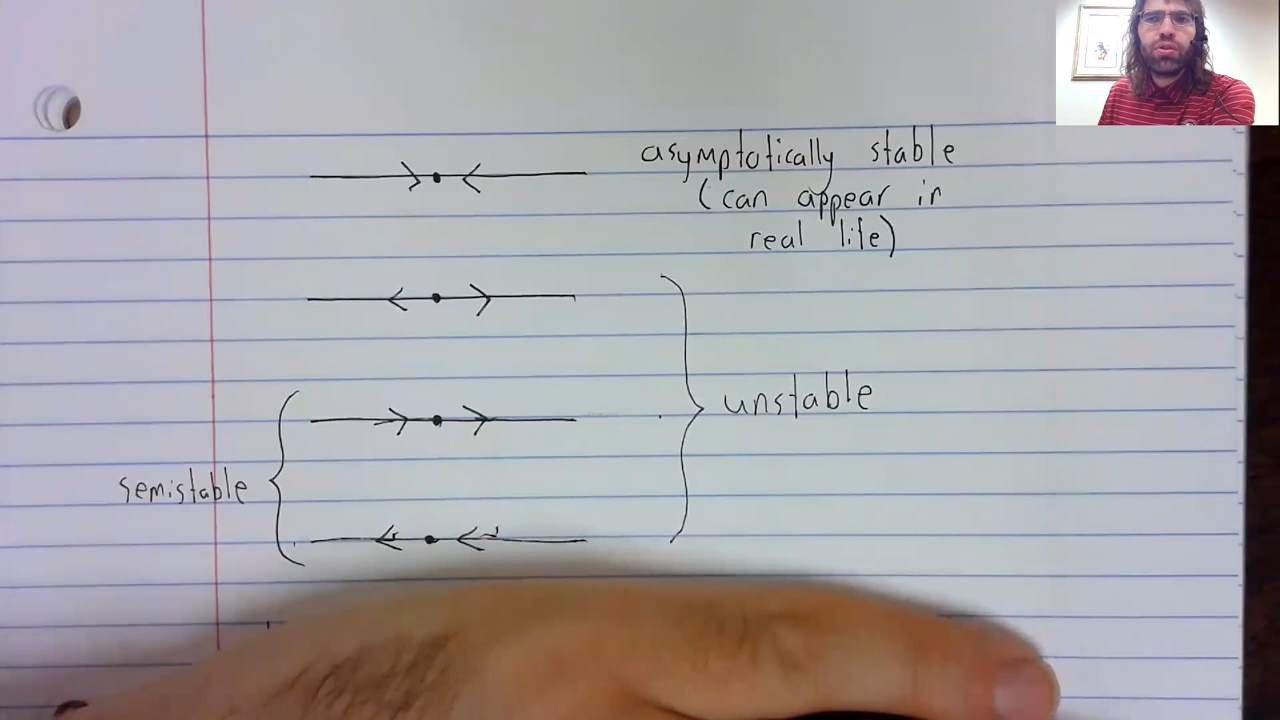 asymptotically stable
(can appear in
real life)
unstable
semistable